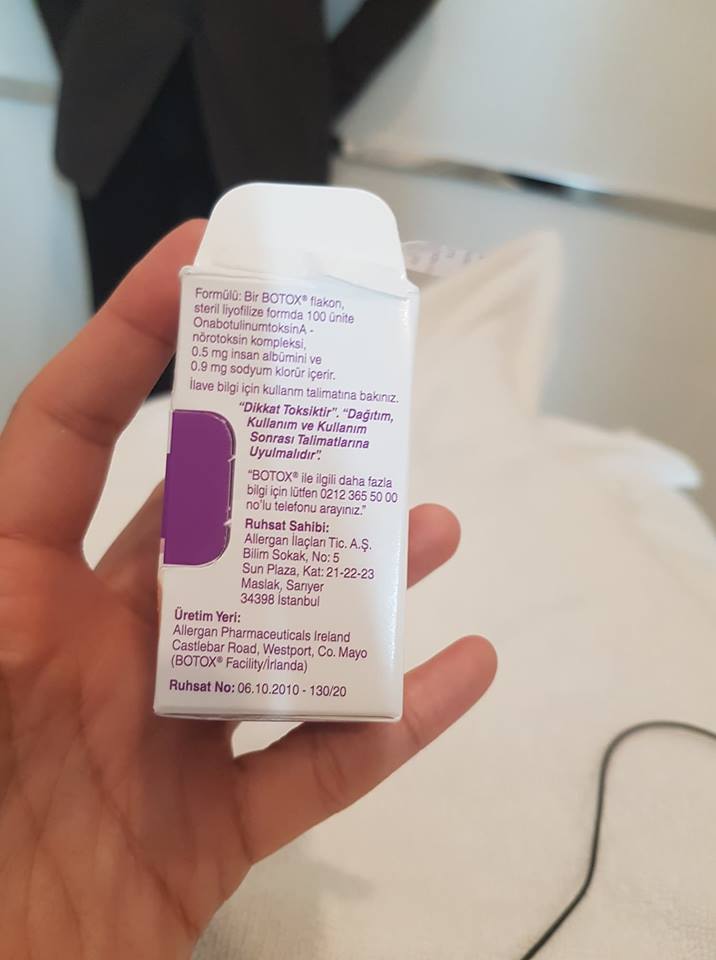 Formülü: Bir BOTOX® flakon,
steril liyofilize formda 100 ünite
OnabotulinumtoksinA -
nörotoksin kompleksi,
0.5 mg insan albümini ve
0.9 mg sodyum klorür içerir.
İlave bilgi için kullanm talimatına bakınız.
"Dikkat Toksiktir". "Dağıtım,
Kullanım ve Kullanım
Sonrası Talimatlarına
Uyulmalıdır".
"BOTOX® ile ilgili daha fazla
bilgi için lütfen 0212 365 50 00
no'lu telefonu arayınız."
Ruhsat Sahibi:
Allergan İlaçları Tic. A.Ş.
Bilim Sokak, No: 5
Sun Plaza, Kat: 21-22-23
Maslak, Sarıyer
34398 İstanbul
Üretim Yeri:
Allergan Pharmaceuticals Ireland
Castlebar Road, Westport, Co. Mayo
(BOTOX® Facility/İrlanda)
Ruhsat No: 06.10.2010 - 130/20